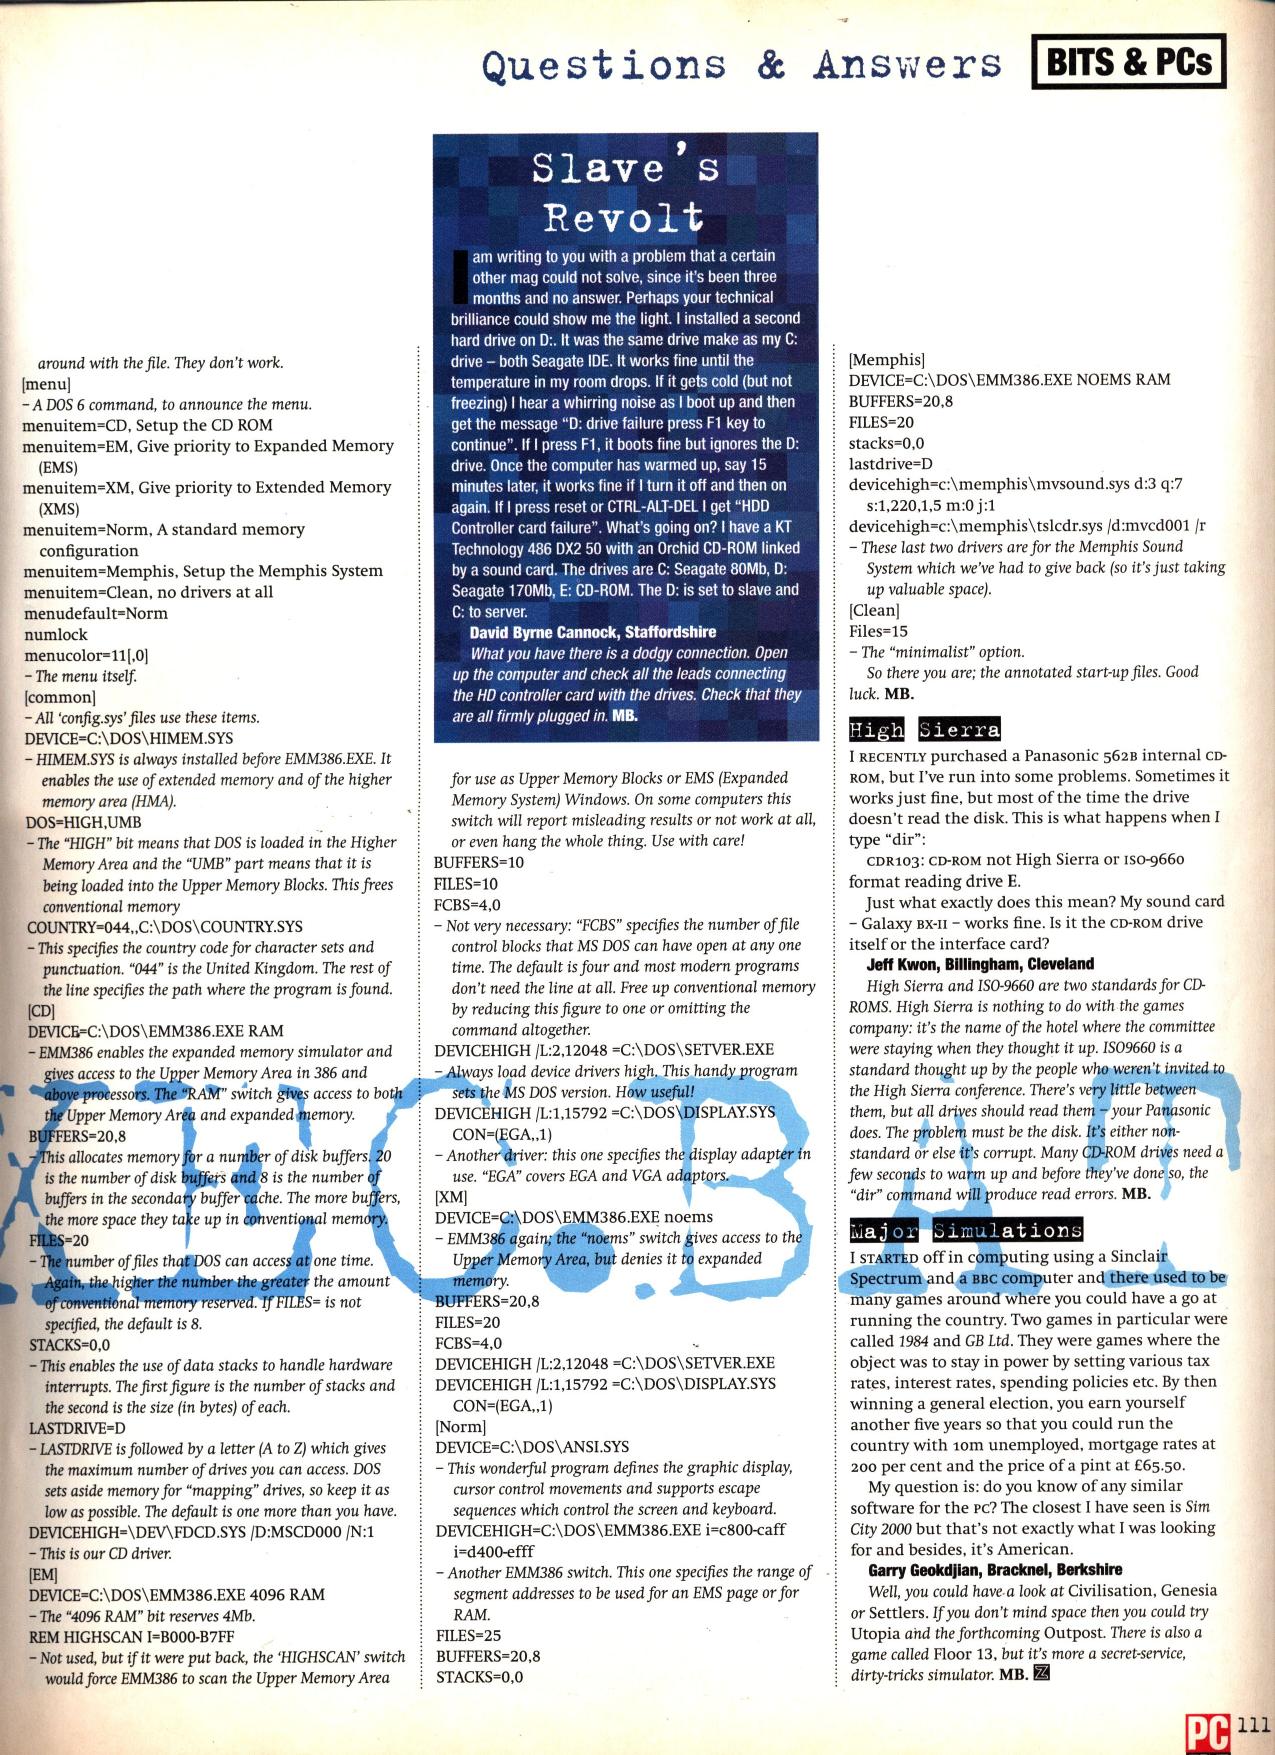 Questions & Answers BITS & PCs
around with the file. They don't work.
[menu]
– A DOS 6 command, to announce the menu.
menuitem=CD, Setup the CD ROM
menuitem=EM, Give priority to Expanded Memory
(EMS)
menuitem=XM, Give priority to Extended Memory
(XMS)
menuitem=Norm, A standard memory
configuration
menuitem=Memphis, Setup the Memphis System
menuitem=Clean, no drivers at all
menudefault=Norm
numlock
menucolor=11[,0]
– The menu itself.
[common]
– All 'config.sys' files use these items.
DEVICE=C:\DOS\HIMEM.SYS
– HIMEM.SYS is always installed before EMM386.EXE. It
enables the use of extended memory and of the higher
memory area (HMA).
DOS=HIGH,UMB
– The "HIGH" bit means that DOS is loaded in the Higher
Memory Area and the "UMB" part means that it is
being loaded into the Upper Memory Blocks. This frees
conventional memory
COUNTRY=044,,C:\DOS\COUNTRY.SYS
– This specifies the country code for character sets and
punctuation. "044" is the United Kingdom. The rest of
the line specifies the path where the program is found.
[CD]
DEVICE=C:\DOS\EMM386.EXE RAM
– EMM386 enables the expanded memory simulator and
gives access to the Upper Memory Area in 386 and
above processors. The "RAM" switch gives access to both
the Upper Memory Area and expanded memory.
BUFFERS=20,8
– This allocates memory for a number of disk buffers. 20
is the number of disk buffers and 8 is the number of
buffers in the secondary buffer cache. The more buffers,
the more space they take up in conventional memory.
FILES=20
– The number of files that DOS can access at one time.
Again, the higher the number the greater the amount
of conventional memory reserved. If FILES= is not
specified, the default is 8.
STACKS=0,0
– This enables the use of data stacks to handle hardware
interrupts. The first figure is the number of stacks and
the second is the size (in bytes) of each.
LASTDRIVE=D
– LASTDRIVE is followed by a letter (A to Z) which gives
the maximum number of drives you can access. DOS
sets aside memory for "mapping" drives, so keep it as
low as possible. The default is one more than you have.
DEVICEHIGH=\DEV\FDCD.SYS /D:MSCD000 /N:1
– This is our CD driver.
[EM]
DEVICE=C:\DOS\EMM386.EXE 4096 RAM
– The "4096 RAM" bit reserves 4Mb.
REM HIGHSCAN I=B000-B7FF
– Not used, but if it were put back, the 'HIGHSCAN' switch
would force EMM386 to scan the Upper Memory Area
Slave's
Revolt
I am writing to you with a problem that a certain
other mag could not solve, since it's been three
months and no answer. Perhaps your technical
brilliance could show me the light. I installed a second
hard drive on D:. It was the same drive make as my C:
drive – both Seagate IDE. It works fine until the
temperature in my room drops. If it gets cold (but not
freezing) I hear a whirring noise as I boot up and then
get the message "D: drive failure press F1 key to
continue". If I press F1, it boots fine but ignores the D:
drive. Once the computer has warmed up, say 15
minutes later, it works fine if I turn it off and then on
again. If I press reset or CTRL-ALT-DEL I get "HDD
Controller card failure". What's going on? I have a KT
Technology 486 DX2 50 with an Orchid CD-ROM linked
by a sound card. The drives are C: Seagate 80Mb, D:
Seagate 170Mb, E: CD-ROM. The D: is set to slave and
C: to server.
David Byrne Cannock, Staffordshire
What you have there is a dodgy connection. Open
up the computer and check all the leads connecting
the HD controller card with the drives. Check that they
are all firmly plugged in. MB.
for use as Upper Memory Blocks or EMS (Expanded
Memory System) Windows. On some computers this
switch will report misleading results or not work at all,
or even hang the whole thing. Use with care!
BUFFERS=10
FILES=10
FCBS=4,0
– Not very necessary: "FCBS" specifies the number of file
control blocks that MS DOS can have open at any one
time. The default is four and most modern programs
don't need the line at all. Free up conventional memory
by reducing this figure to one or omitting the
command altogether.
DEVICEHIGH /L:2,12048 =C:\DOS\SETVER.EXE
– Always load device drivers high. This handy program
sets the MS DOS version. How useful!
DEVICEHIGH /L:1,15792 =C:\DOS\DISPLAY.SYS
CON=(EGA,,1)
– Another driver: this one specifies the display adapter in
use. "EGA" covers EGA and VGA adaptors.
[XM]
DEVICE=C:\DOS\EMM386.EXE noems
– EMM386 again; the "noems" switch gives access to the
Upper Memory Area, but denies it to expanded
memory.
BUFFERS=20,8
FILES=20
FCBS=4,0
DEVICEHIGH /L:2,12048 =C:\DOS\SETVER.EXE
DEVICEHIGH /L:1,15792 =C:\DOS\DISPLAY.SYS
CON=(EGA,,1)
[Norm]
DEVICE=C:\DOS\ANSI.SYS
– This wonderful program defines the graphic display,
cursor control movements and supports escape
sequences which control the screen and keyboard.
DEVICEHIGH=C:\DOS\EMM386.EXE i=c800-caff
i=d400-efff
– Another EMM386 switch. This one specifies the range of
segment addresses to be used for an EMS page or for
RAM.
FILES=25
BUFFERS=20,8
STACKS=0,0
[Memphis]
DEVICE=C:\DOS\EMM386.EXE NOEMS RAM
BUFFERS=20,8
FILES=20
stacks=0,0
lastdrive=D
devicehigh=c:\memphis\mvsound.sys d:3 q:7
s:1,220,1,5 m:0 j:1
devicehigh=c:\memphis\tslcdr.sys /d:mvcd001 /r
– These last two drivers are for the Memphis Sound
System which we've had to give back (so it's just taking
up valuable space).
[Clean]
Files=15
– The "minimalist" option.
So there you are; the annotated start-up files. Good
luck. MB.
High Sierra
I RECENTLY purchased a Panasonic 562B internal CD-
ROM, but I've run into some problems. Sometimes it
works just fine, but most of the time the drive
doesn't read the disk. This is what happens when I
type "dir":
CDR103: CD-ROM not High Sierra or ISO-9660
format reading drive E.
Just what exactly does this mean? My sound card
– Galaxy BX-II – works fine. Is it the CD-ROM drive
itself or the interface card?
Jeff Kwon, Billingham, Cleveland
High Sierra and ISO-9660 are two standards for CD-
ROMS. High Sierra is nothing to do with the games
company: it's the name of the hotel where the committee
were staying when they thought it up. ISO9660 is a
standard thought up by the people who weren't invited to
the High Sierra conference. There's very little between
them, but all drives should read them – your Panasonic
does. The problem must be the disk. It's either non-
standard or else it's corrupt. Many CD-ROM drives need a
few seconds to warm up and before they've done so, the
"dir" command will produce read errors. MB.
Major Simulations
I STARTED off in computing using a Sinclair
Spectrum and a BBC computer and there used to be
many games around where you could have a go at
running the country. Two games in particular were
called 1984 and GB Ltd. They were games where the
object was to stay in power by setting various tax
rates, interest rates, spending policies etc. By then
winning a general election, you earn yourself
another five years so that you could run the
country with 10m unemployed, mortgage rates at
200 per cent and the price of a pint at £65.50.
My question is: do you know of any similar
software for the PC? The closest I have seen is Sim
City 2000 but that's not exactly what I was looking
for and besides, it's American.
Garry Geokdjian, Bracknel, Berkshire
Well, you could have a look at Civilisation, Genesia
or Settlers. If you don't mind space then you could try
Utopia and the forthcoming Outpost. There is also a
game called Floor 13, but it's more a secret-service,
dirty-tricks simulator. MB. Z
XEC.BAT
PC 111